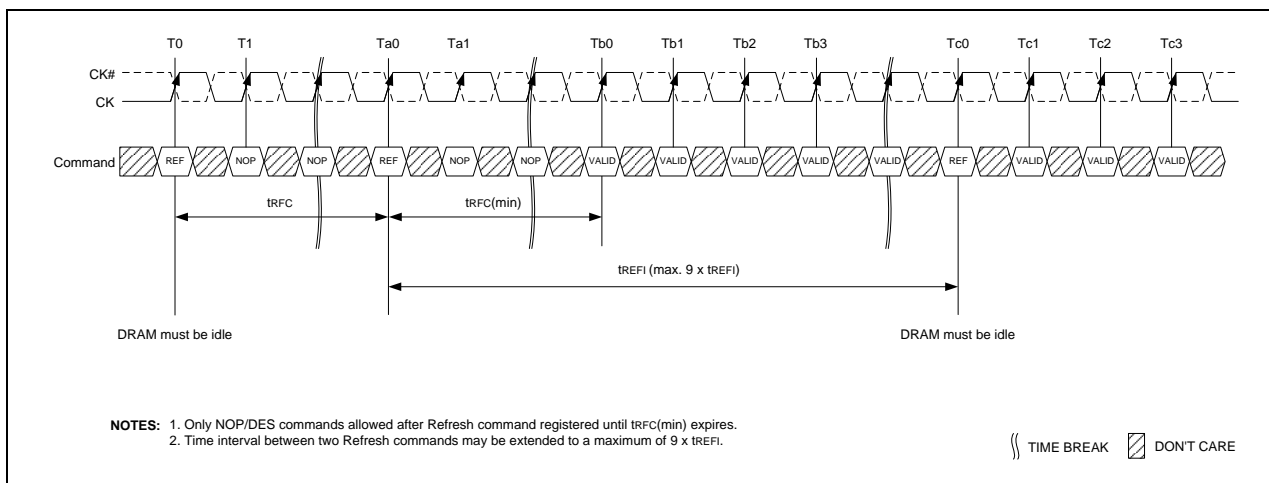 T0 T1 Ta0 Ta1 Tb0 Tb1 Tb2 Tb3 Tc0 Tc1 Tc2 Tc3
CK#
CK
Command REF NOP NOP REF NOP NOP VALID VALID VALID VALID VALID REF VALID VALID VALID
tRFC tRFC(min)
tREFI (max. 9 x tREFI)
DRAM must be idle DRAM must be idle
NOTES: 1. Only NOP/DES commands allowed after Refresh command registered until tRFC(min) expires.
2. Time interval between two Refresh commands may be extended to a maximum of 9 x tREFI.
TIME BREAK DON'T CARE